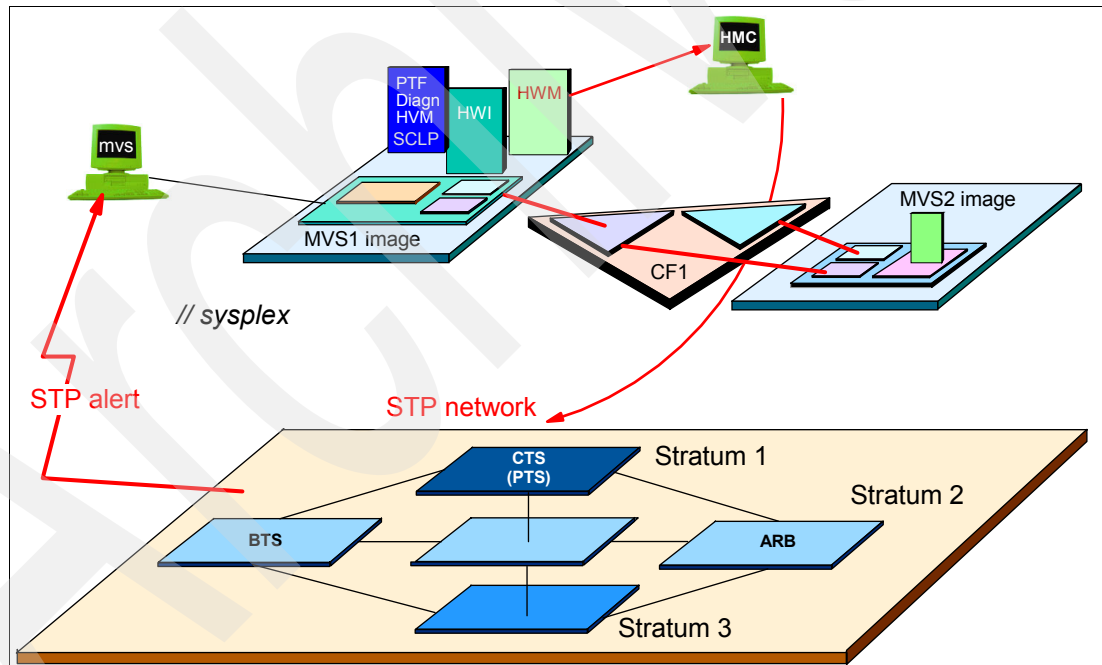 HMC
PTF
Diagn
HVM
SCLP
HWI
HWM
mvs
MVS1 image
CF1
MVS2 image
// sysplex
STP alert
STP network
CTS
(PTS)
Stratum 1
Stratum 2
BTS
ARB
Stratum 3